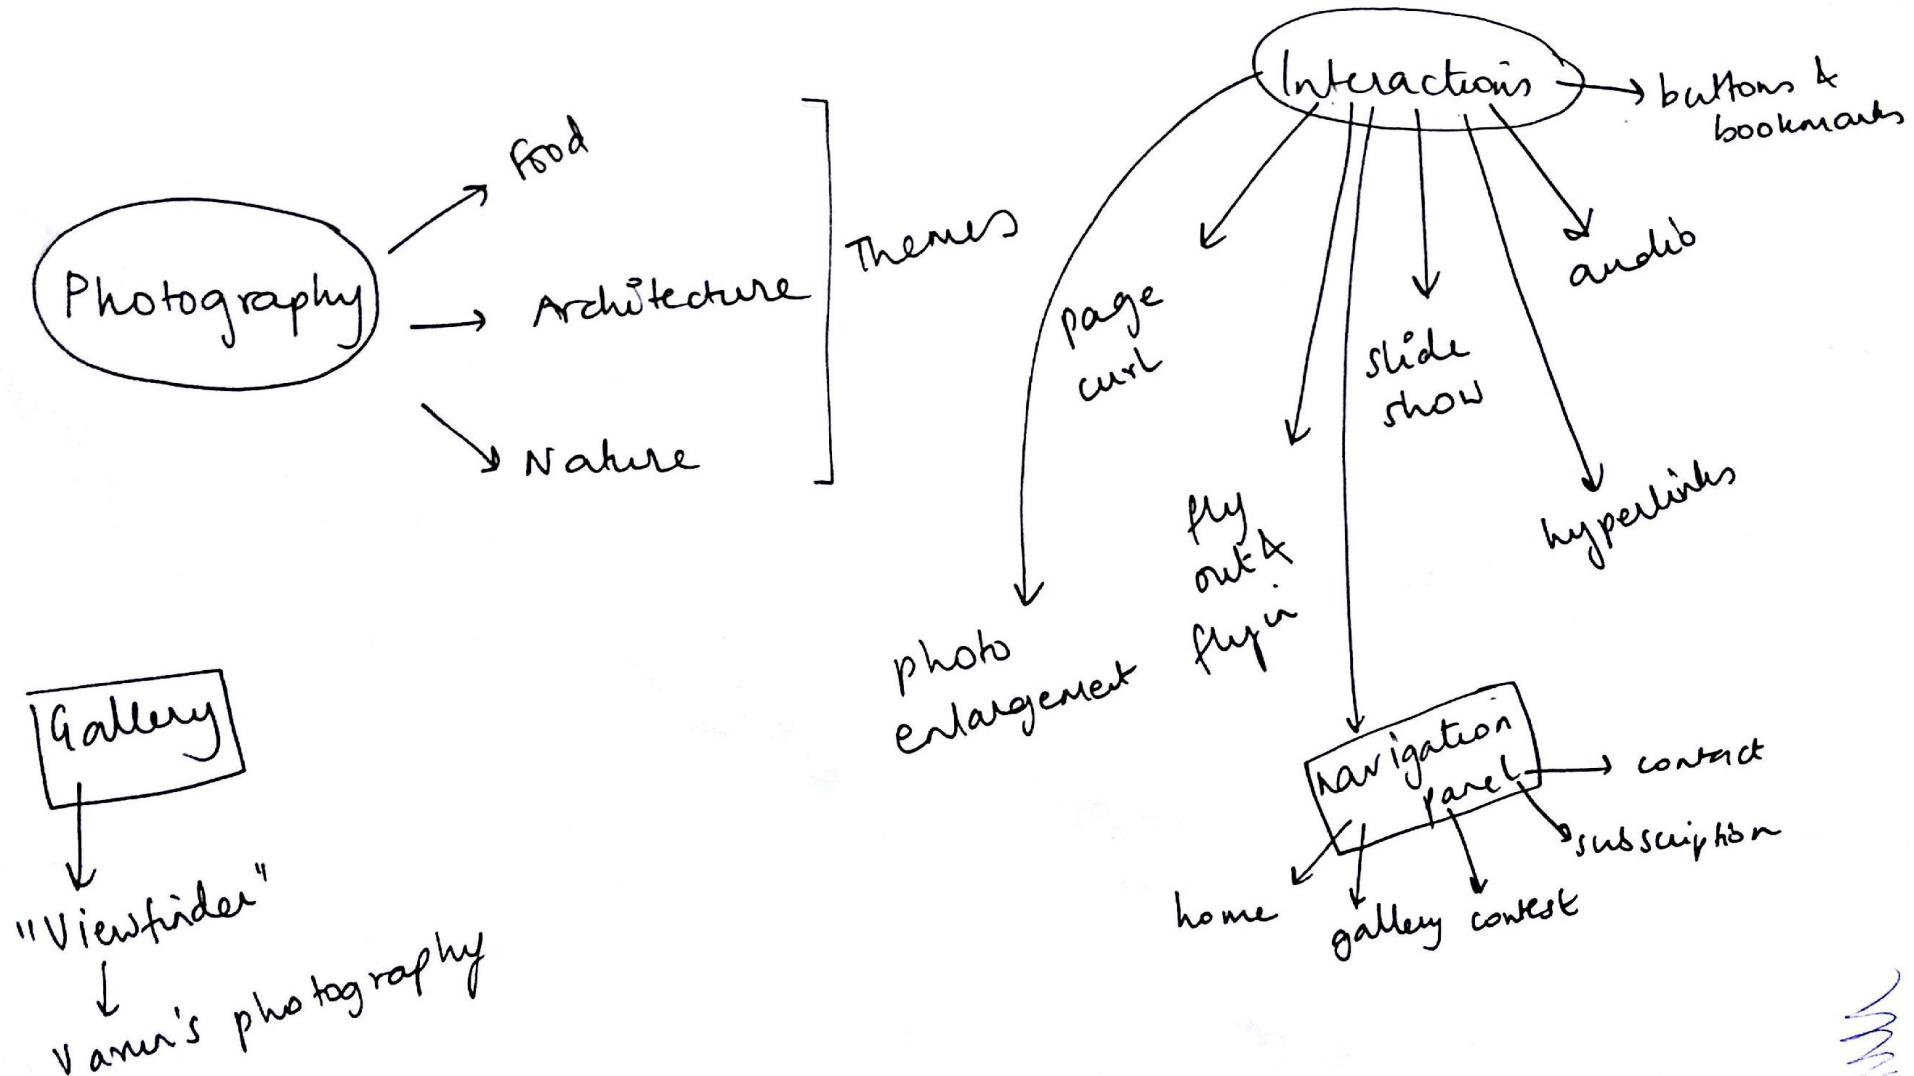 Photography
Food
Architecture
Nature
Themes
Gallery
"Viewfinder"
photography
Interactions
buttons &
bookmarks
audio
hyperlinks
slide
show
page
curl
fly
out &
fly in
photo
enlargement
navigation
panel
contact
subscription
contest
gallery
home